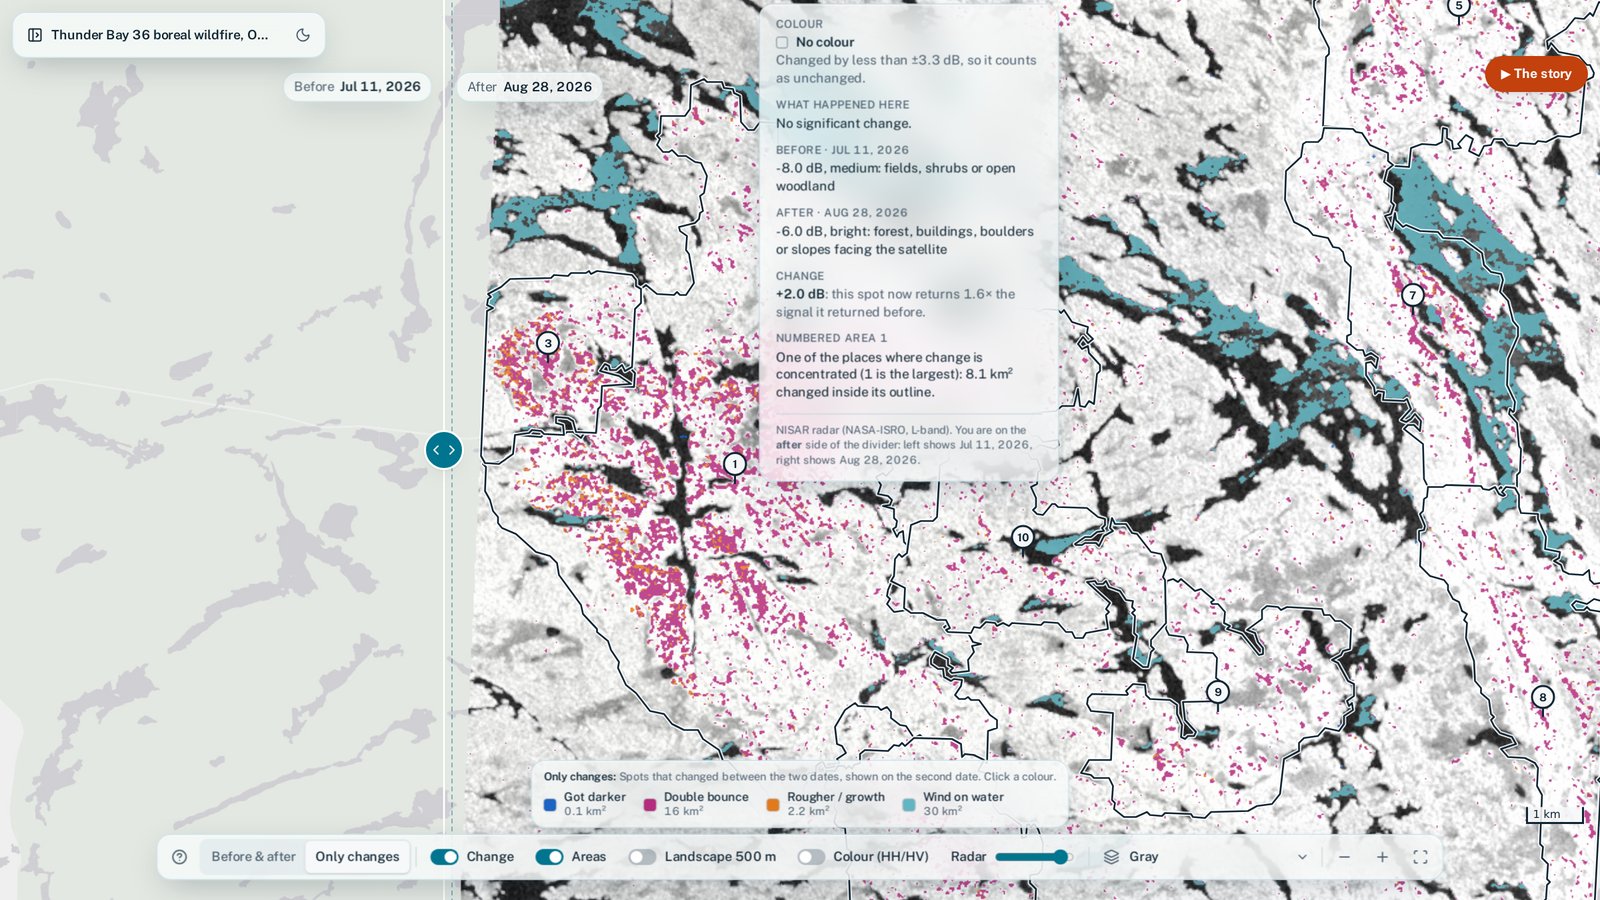 Thunder Bay 36 boreal wildfire, O...
Before Jul 11, 2026
After Aug 28, 2026
▶ The story
COLOUR
No colour
Changed by less than ±3.3 dB, so it counts
as unchanged.
WHAT HAPPENED HERE
No significant change.
BEFORE · JUL 11, 2026
-8.0 dB, medium: fields, shrubs or open
woodland
AFTER · AUG 28, 2026
-6.0 dB, bright: forest, buildings, boulders
or slopes facing the satellite
CHANGE
+2.0 dB: this spot now returns 1.6× the
signal it returned before.
NUMBERED AREA 1
One of the places where change is
concentrated (1 is the largest): 8.1 km²
changed inside its outline.
NISAR radar (NASA-ISRO, L-band). You are on the
after side of the divider: left shows Jul 11, 2026,
right shows Aug 28, 2026.
5
7
3
1
10
9
8
1 km
Only changes: Spots that changed between the two dates, shown on the second date. Click a colour.
Got darker
0.1 km²
Double bounce
16 km²
Rougher / growth
2.2 km²
Wind on water
30 km²
Before & after
Only changes
Change
Areas
Landscape 500 m
Colour (HH/HV)
Radar
Gray